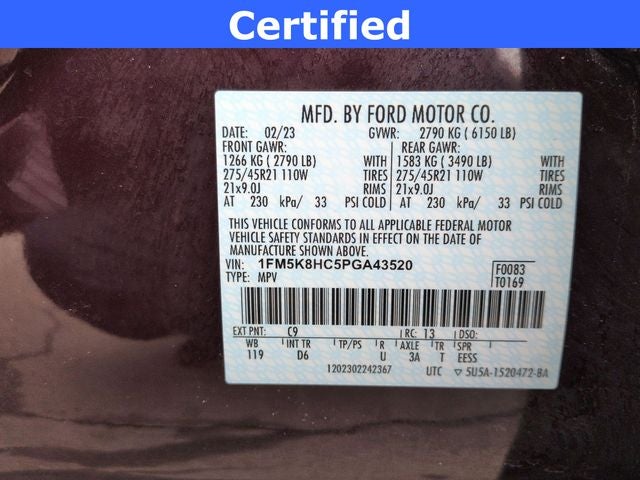 Certified
MFD. BY FORD MOTOR CO.
DATE: 02/23 GVWR: 2790 KG ( 6150 LB)
FRONT GAWR: REAR GAWR:
1266 KG ( 2790 LB) WITH 1583 KG ( 3490 LB) WITH
275/45R21 110W TIRES 275/45R21 110W TIRES
21x9.0J RIMS 21x9.0J RIMS
AT 230 kPa/ 33 PSI COLD AT 230 kPa/ 33 PSI COLD
THIS VEHICLE CONFORMS TO ALL APPLICABLE FEDERAL MOTOR
VEHICLE SAFETY STANDARDS IN EFFECT ON THE DATE OF
MANUFACTURE SHOWN ABOVE.
VIN: 1FM5K8HC5PGA43520 F0083
TYPE: MPV T0169
EXT PNT: C9 RC: 13 DSO:
WB INT TR TP/PS R AXLE TR SPR
119 D6 U 3A T EESS
1202302242367 UTC ▽ 5U5A-1520472-BA